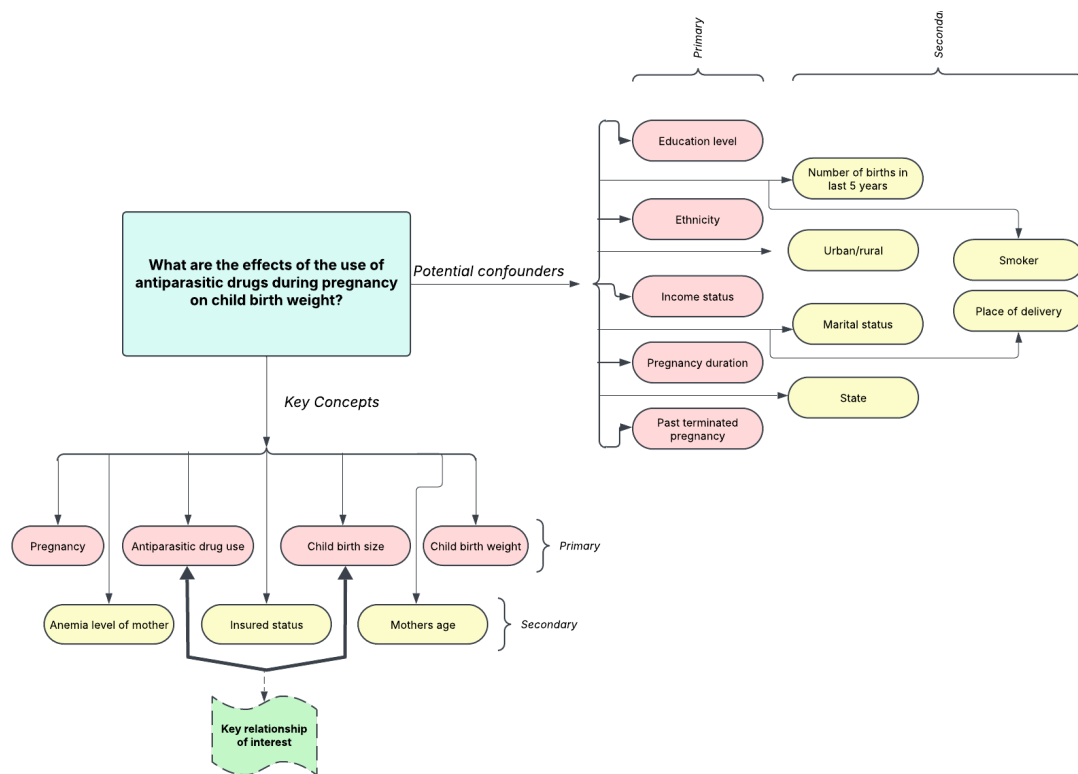 Primary
Seconda
Education level
Number of births in
last 5 years
Ethnicity
Urban/rural
Smoker
What are the effects of the use of
antiparasitic drugs during pregnancy
on child birth weight?
Potential confounders
Income status
Place of delivery
Marital status
Pregnancy duration
State
Past terminated
pregnancy
Key Concepts
Pregnancy
Antiparasitic drug use
Child birth size
Child birth weight
Primary
Anemia level of mother
Insured status
Mothers age
Secondary
Key relationship
of interest